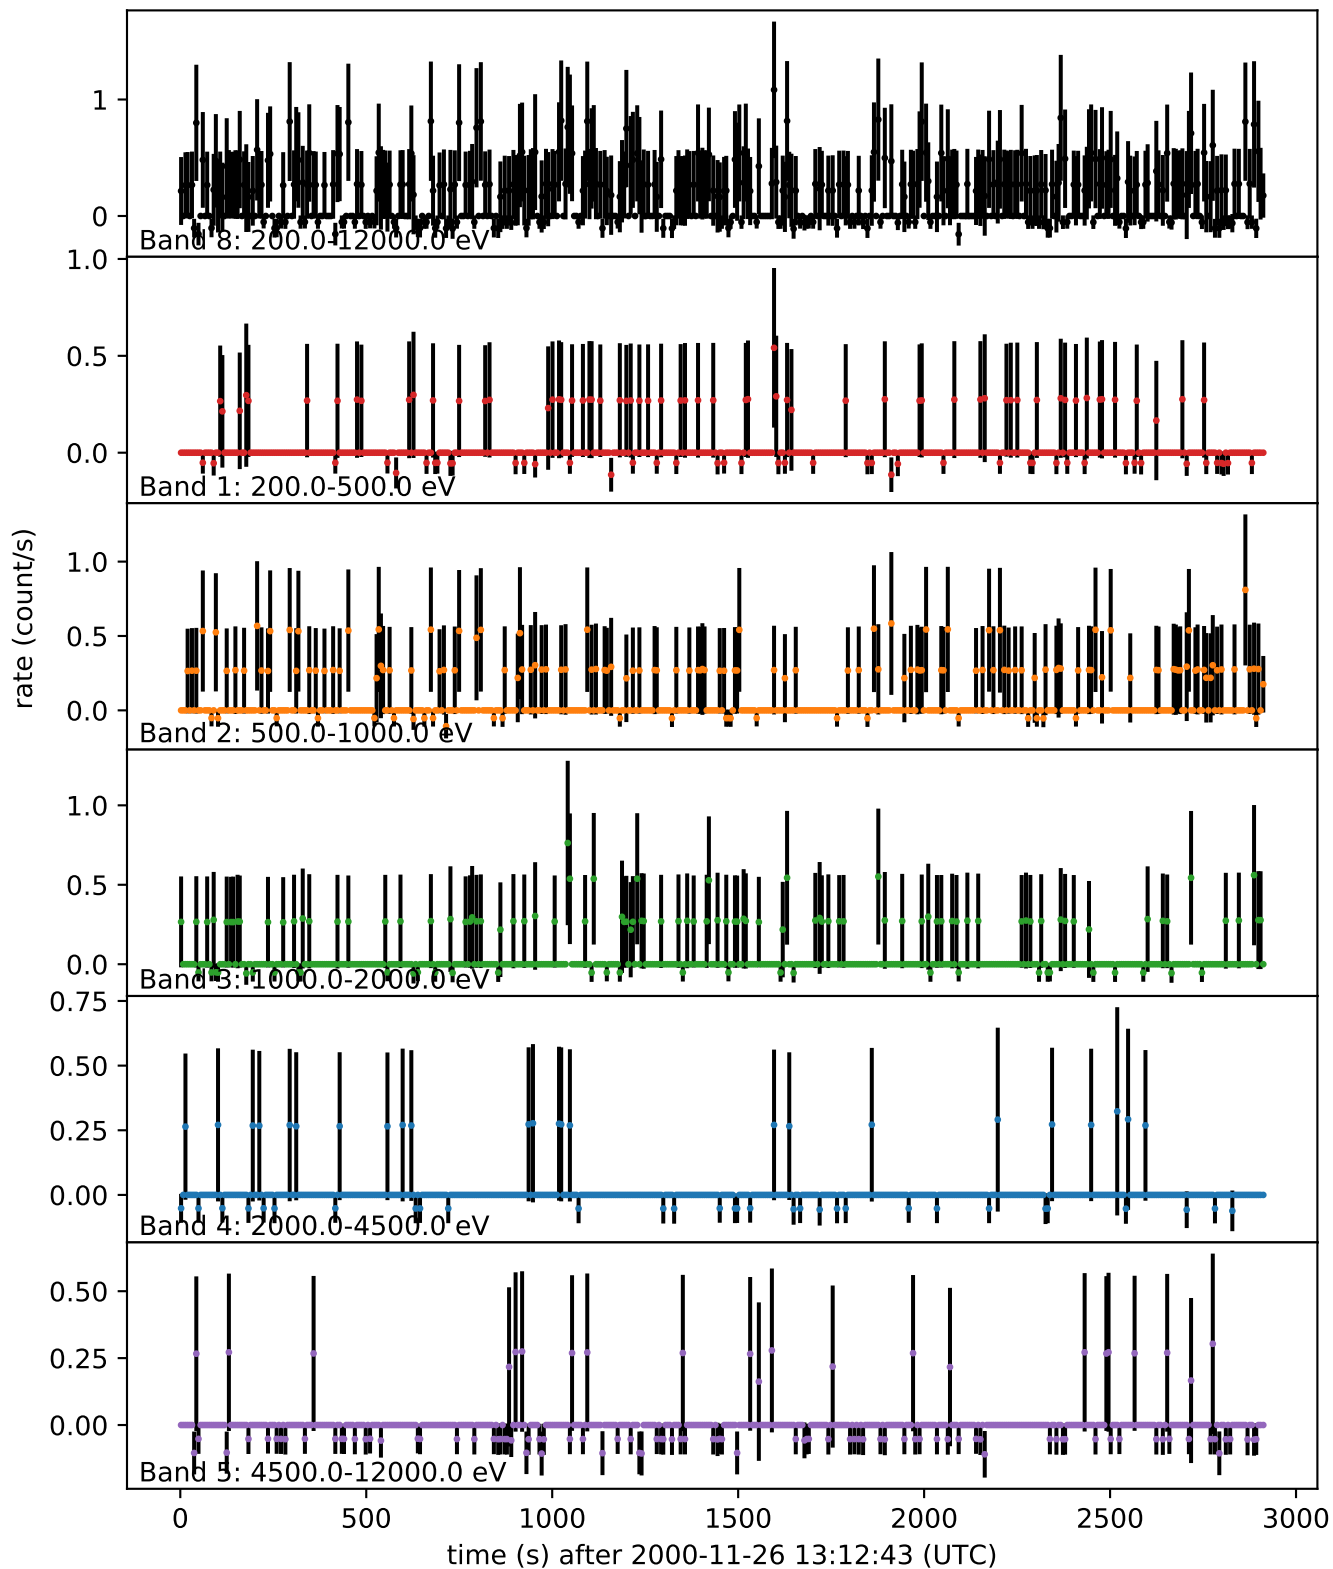 1
0
Band 8: 200.0-12000.0 eV
1.0
0.5
0.0
Band 1: 200.0-500.0 eV
rate (count/s)
1.0
0.5
0.0
Band 2: 500.0-1000.0 eV
1.0
0.5
0.0
Band 3: 1000.0-2000.0 eV
0.75
0.50
0.25
0.00
Band 4: 2000.0-4500.0 eV
0.50
0.25
0.00
Band 5: 4500.0-12000.0 eV
0 500 1000 1500 2000 2500 3000
time (s) after 2000-11-26 13:12:43 (UTC)